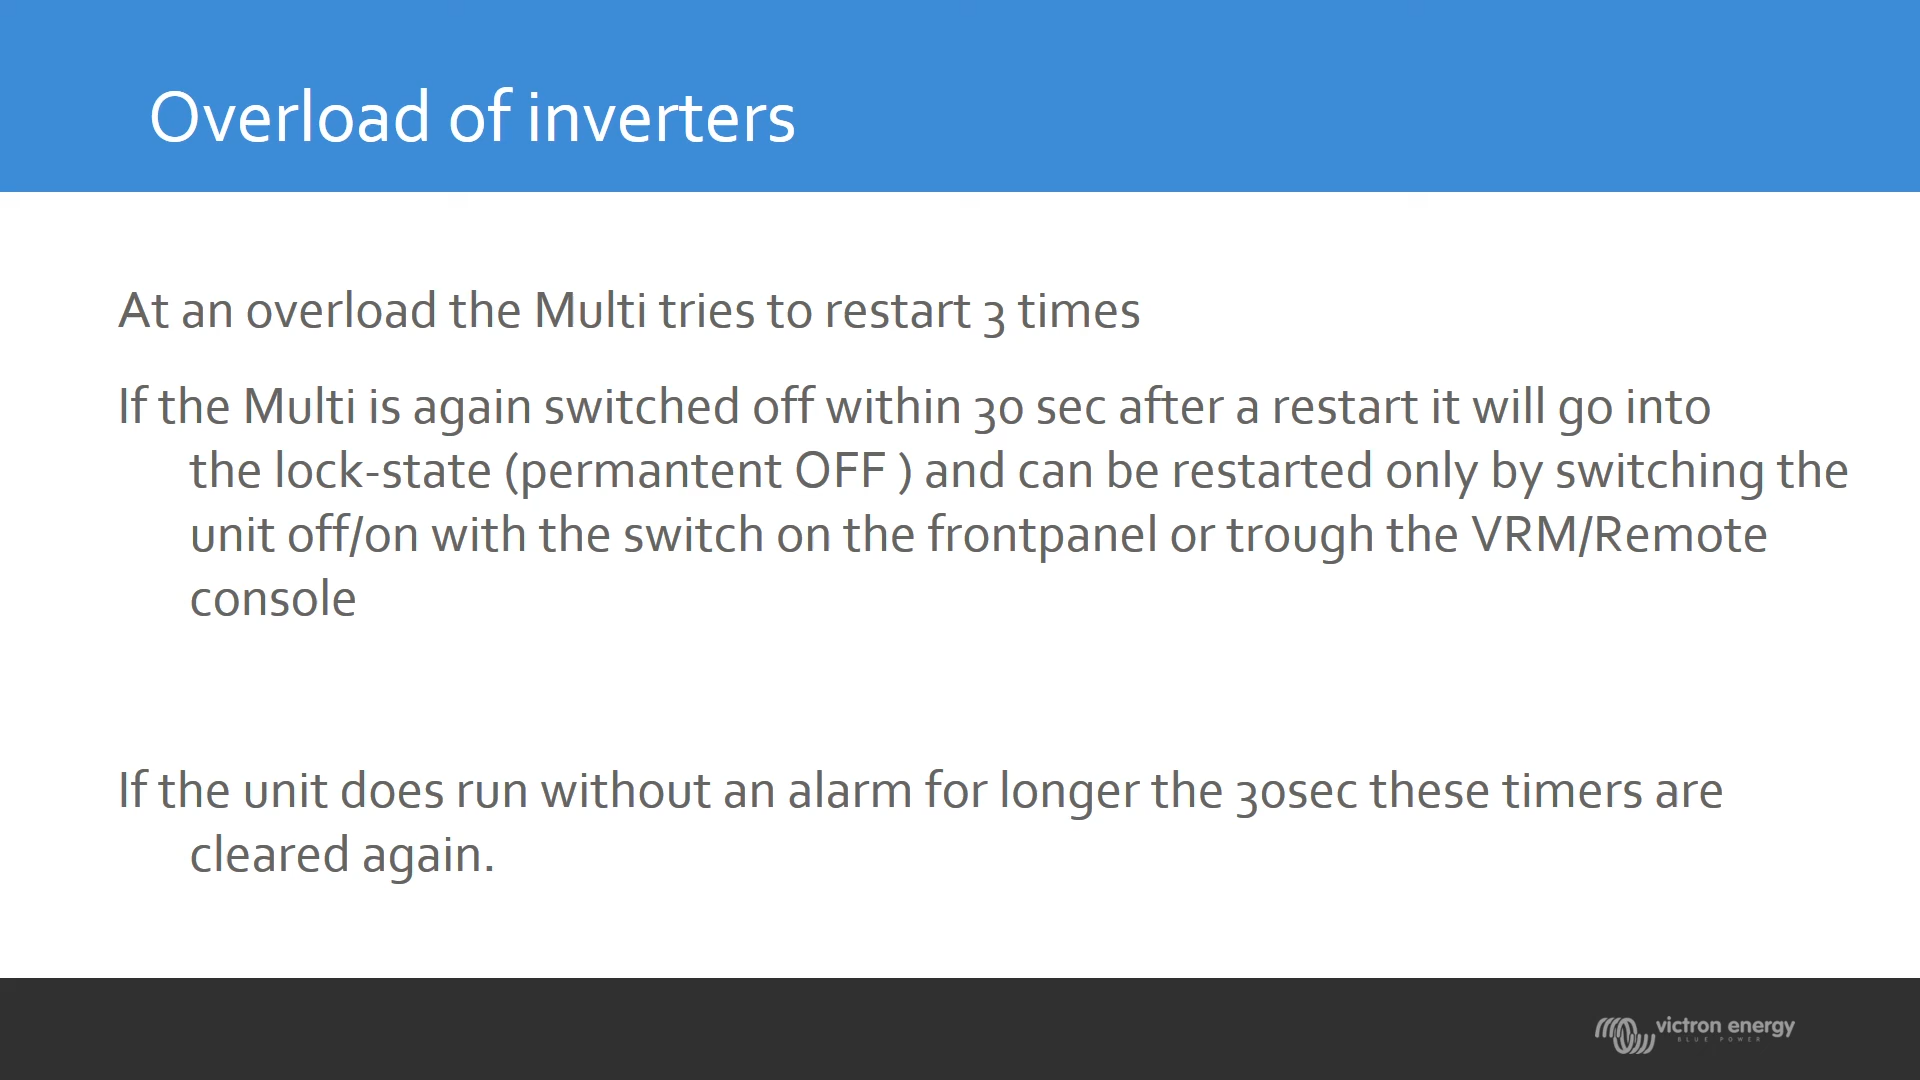 Overload of inverters
At an overload the Multi tries to restart 3 times
If the Multi is again switched off within 30 sec after a restart it will go into
the lock-state (permantent OFF ) and can be restarted only by switching the
unit off/on with the switch on the frontpanel or trough the VRM/Remote
console
If the unit does run without an alarm for longer the 30sec these timers are
cleared again.
victron energy
BLUE POWER